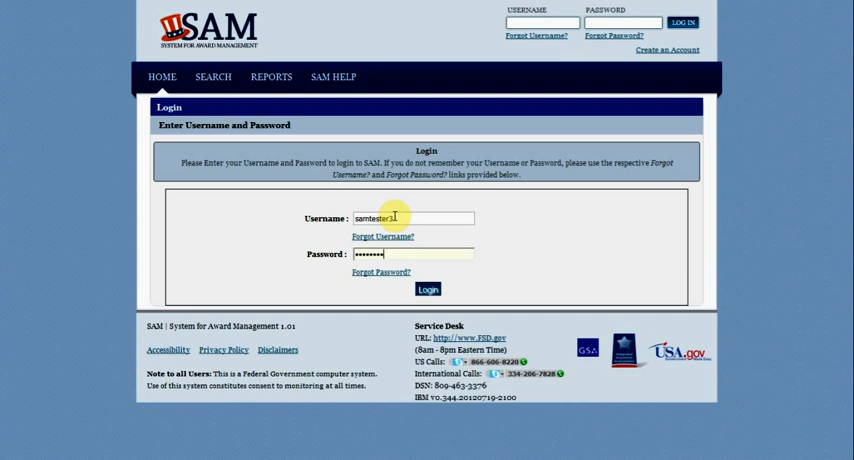 SAM
SYSTEM FOR AWARD MANAGEMENT
USERNAME PASSWORD
LOG IN
Forgot Username? Forgot Password?
Create an Account
HOME SEARCH REPORTS SAM HELP
Login
Enter Username and Password
Login
Please Enter your Username and Password to login to SAM. If you do not remember your Username or Password, please use the respective Forgot
Username? and Forgot Password? links provided below.
Username : samtester3
Forgot Username?
Password : ••••••••
Forgot Password?
Login
SAM | System for Award Management 1.01
Accessibility Privacy Policy Disclaimers
Note to all Users: This is a Federal Government computer system.
Use of this system constitutes consent to monitoring at all times.
Service Desk
URL: http://www.FSD.gov
(8am - 8pm Eastern Time)
US Calls: 866-606-8220
International Calls: 334-206-7828
DSN: 809-463-3376
IBM v0.344.20120719-2100
GSA
USA.gov